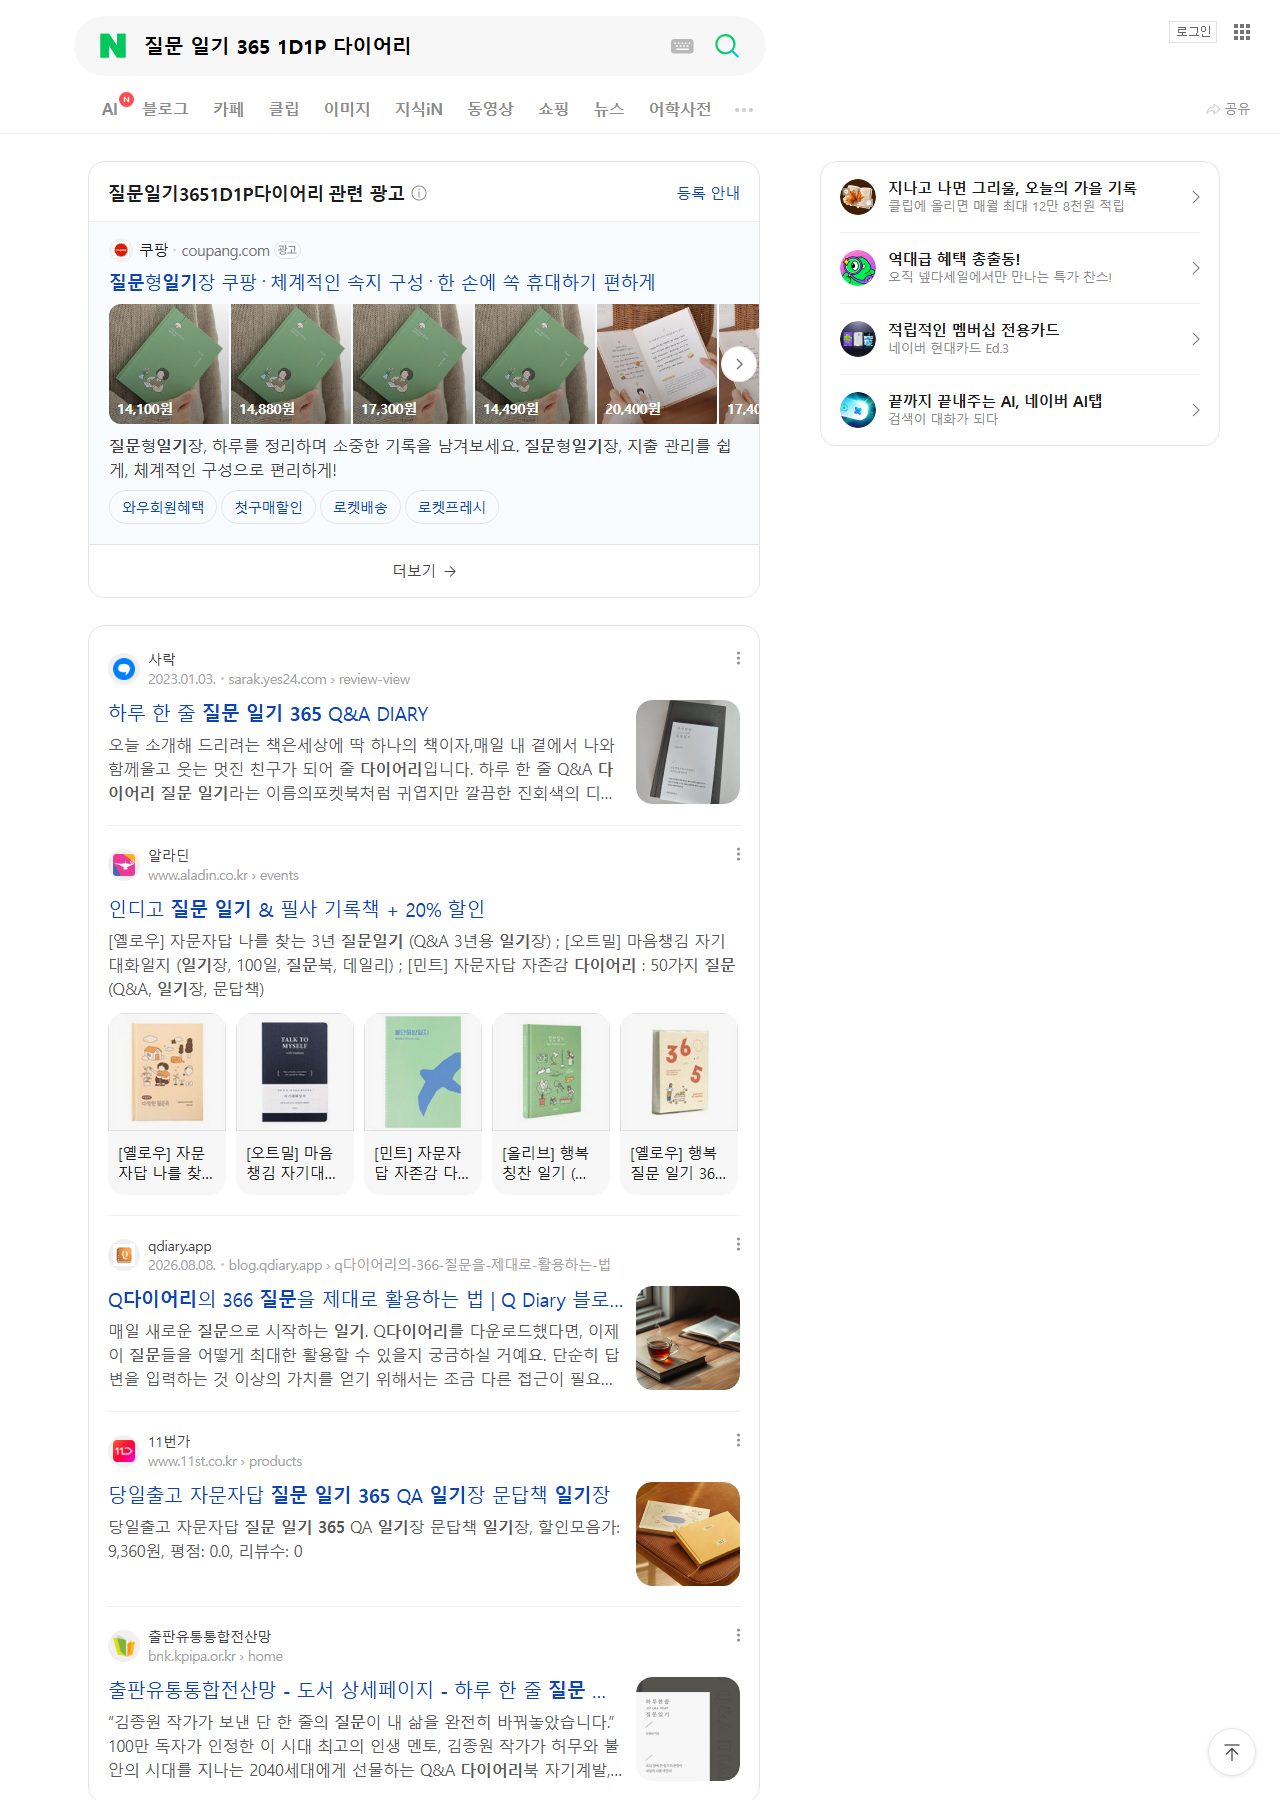 질문 일기 365 1D1P 다이어리
로그인
AI
블로그
카페
클립
이미지
지식iN
동영상
쇼핑
뉴스
어학사전
공유
질문일기3651D1P다이어리 관련 광고
등록 안내
쿠팡 · coupang.com 광고
질문형일기장 쿠팡 · 체계적인 속지 구성 · 한 손에 쏙 휴대하기 편하게
14,100원
14,880원
17,300원
14,490원
20,400원
17,40
질문형일기장, 하루를 정리하며 소중한 기록을 남겨보세요. 질문형일기장, 지출 관리를 쉽
게, 체계적인 구성으로 편리하게!
와우회원혜택
첫구매할인
로켓배송
로켓프레시
더보기
지나고 나면 그리울, 오늘의 가을 기록
클립에 올리면 매월 최대 12만 8천원 적립
역대급 혜택 총출동!
오직 넾다세일에서만 만나는 특가 찬스!
적립적인 멤버십 전용카드
네이버 현대카드 Ed.3
끝까지 끝내주는 AI, 네이버 AI탭
검색이 대화가 되다
사락
2023.01.03. · sarak.yes24.com › review-view
하루 한 줄 질문 일기 365 Q&A DIARY
오늘 소개해 드리려는 책은세상에 딱 하나의 책이자,매일 내 곁에서 나와
함께울고 웃는 멋진 친구가 되어 줄 다이어리입니다. 하루 한 줄 Q&A 다
이어리 질문 일기라는 이름의포켓북처럼 귀엽지만 깔끔한 진회색의 디...
알라딘
www.aladin.co.kr › events
인디고 질문 일기 & 필사 기록책 + 20% 할인
[옐로우] 자문자답 나를 찾는 3년 질문일기 (Q&A 3년용 일기장) ; [오트밀] 마음챙김 자기
대화일지 (일기장, 100일, 질문북, 데일리) ; [민트] 자문자답 자존감 다이어리 : 50가지 질문
(Q&A, 일기장, 문답책)
TALK TO
MYSELF
365
[옐로우] 자문
자답 나를 찾...
[오트밀] 마음
챙김 자기대...
[민트] 자문자
답 자존감 다...
[올리브] 행복
칭찬 일기 (...
[옐로우] 행복
질문 일기 36...
qdiary.app
2026.08.08. · blog.qdiary.app › q다이어리의-366-질문을-제대로-활용하는-법
Q다이어리의 366 질문을 제대로 활용하는 법 | Q Diary 블로...
매일 새로운 질문으로 시작하는 일기. Q다이어리를 다운로드했다면, 이제
이 질문들을 어떻게 최대한 활용할 수 있을지 궁금하실 거예요. 단순히 답
변을 입력하는 것 이상의 가치를 얻기 위해서는 조금 다른 접근이 필요...
11번가
www.11st.co.kr › products
당일출고 자문자답 질문 일기 365 QA 일기장 문답책 일기장
당일출고 자문자답 질문 일기 365 QA 일기장 문답책 일기장, 할인모음가:
9,360원, 평점: 0.0, 리뷰수: 0
출판유통통합전산망
bnk.kpipa.or.kr › home
출판유통통합전산망 - 도서 상세페이지 - 하루 한 줄 질문 ...
“김종원 작가가 보낸 단 한 줄의 질문이 내 삶을 완전히 바꿔놓았습니다.”
100만 독자가 인정한 이 시대 최고의 인생 멘토, 김종원 작가가 허무와 불
안의 시대를 지나는 2040세대에게 선물하는 Q&A 다이어리북 자기계발,...
하루 한 줄
질문 일기